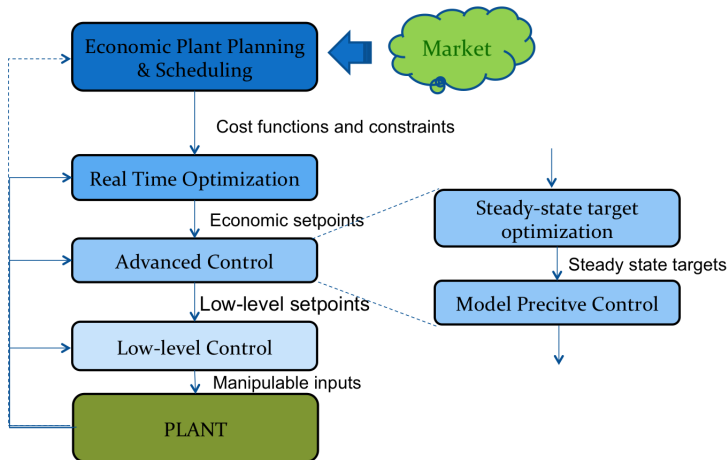 Economic Plant Planning
& Scheduling
Market
Cost functions and constraints
Real Time Optimization
Economic setpoints
Advanced Control
Low-level setpoints
Low-level Control
Manipulable inputs
PLANT
Steady-state target
optimization
Steady state targets
Model Precitve Control